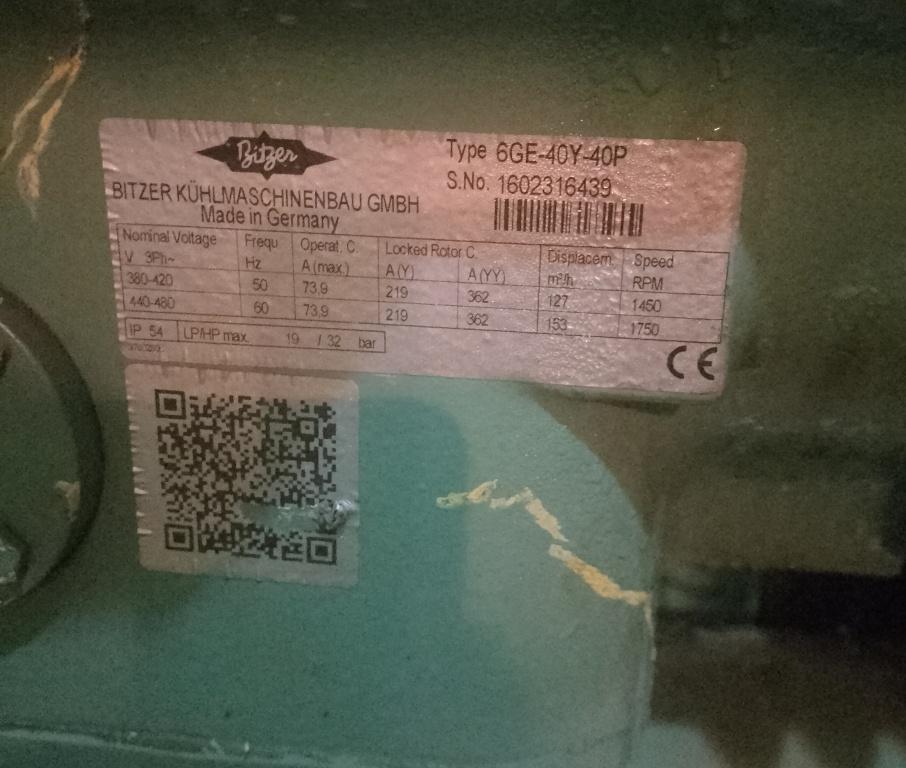 Bitzer
BITZER KÜHLMASCHINENBAU GMBH
Made in Germany
Type 6GE-40Y-40P
S.No. 1602316439
Nominal Voltage Frequ Operat. C. Locked Rotor C. Displacem. Speed
V 3Ph~ Hz A (max.) A (Y) A (YY) m³/h RPM
380-420 50 73,9 219 362 127 1450
440-480 60 73,9 219 362 153 1750
IP 54 LP/HP max. 19 / 32 bar
CE